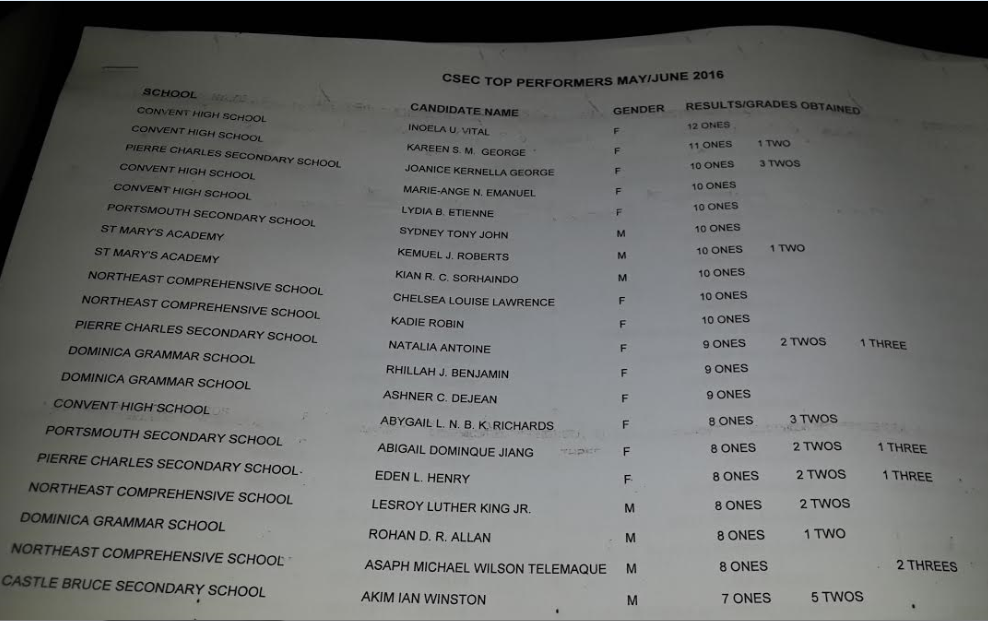 CSEC TOP PERFORMERS MAY/JUNE 2016
SCHOOL CANDIDATE NAME GENDER RESULTS/GRADES OBTAINED
CONVENT HIGH SCHOOL INOELA U. VITAL F 12 ONES
CONVENT HIGH SCHOOL KAREEN S. M. GEORGE F 11 ONES 1 TWO
PIERRE CHARLES SECONDARY SCHOOL JOANICE KERNELLA GEORGE F 10 ONES 3 TWOS
CONVENT HIGH SCHOOL MARIE-ANGE N. EMANUEL F 10 ONES
CONVENT HIGH SCHOOL LYDIA B. ETIENNE F 10 ONES
PORTSMOUTH SECONDARY SCHOOL SYDNEY TONY JOHN M 10 ONES
ST MARY'S ACADEMY KEMUEL J. ROBERTS M 10 ONES 1 TWO
ST MARY'S ACADEMY KIAN R. C. SORHAINDO M 10 ONES
NORTHEAST COMPREHENSIVE SCHOOL CHELSEA LOUISE LAWRENCE F 10 ONES
NORTHEAST COMPREHENSIVE SCHOOL KADIE ROBIN F 10 ONES
PIERRE CHARLES SECONDARY SCHOOL NATALIA ANTOINE F 9 ONES 2 TWOS 1 THREE
DOMINICA GRAMMAR SCHOOL RHILLAH J. BENJAMIN F 9 ONES
DOMINICA GRAMMAR SCHOOL ASHNER C. DEJEAN F 9 ONES
CONVENT HIGH SCHOOL ABYGAIL L. N. B. K. RICHARDS F 8 ONES 3 TWOS
PORTSMOUTH SECONDARY SCHOOL ABIGAIL DOMINQUE JIANG F 8 ONES 2 TWOS 1 THREE
PIERRE CHARLES SECONDARY SCHOOL EDEN L. HENRY F 8 ONES 2 TWOS 1 THREE
NORTHEAST COMPREHENSIVE SCHOOL LESROY LUTHER KING JR. M 8 ONES 2 TWOS
DOMINICA GRAMMAR SCHOOL ROHAN D. R. ALLAN M 8 ONES 1 TWO
NORTHEAST COMPREHENSIVE SCHOOL ASAPH MICHAEL WILSON TELEMAQUE M 8 ONES 2 THREES
CASTLE BRUCE SECONDARY SCHOOL AKIM IAN WINSTON M 7 ONES 5 TWOS